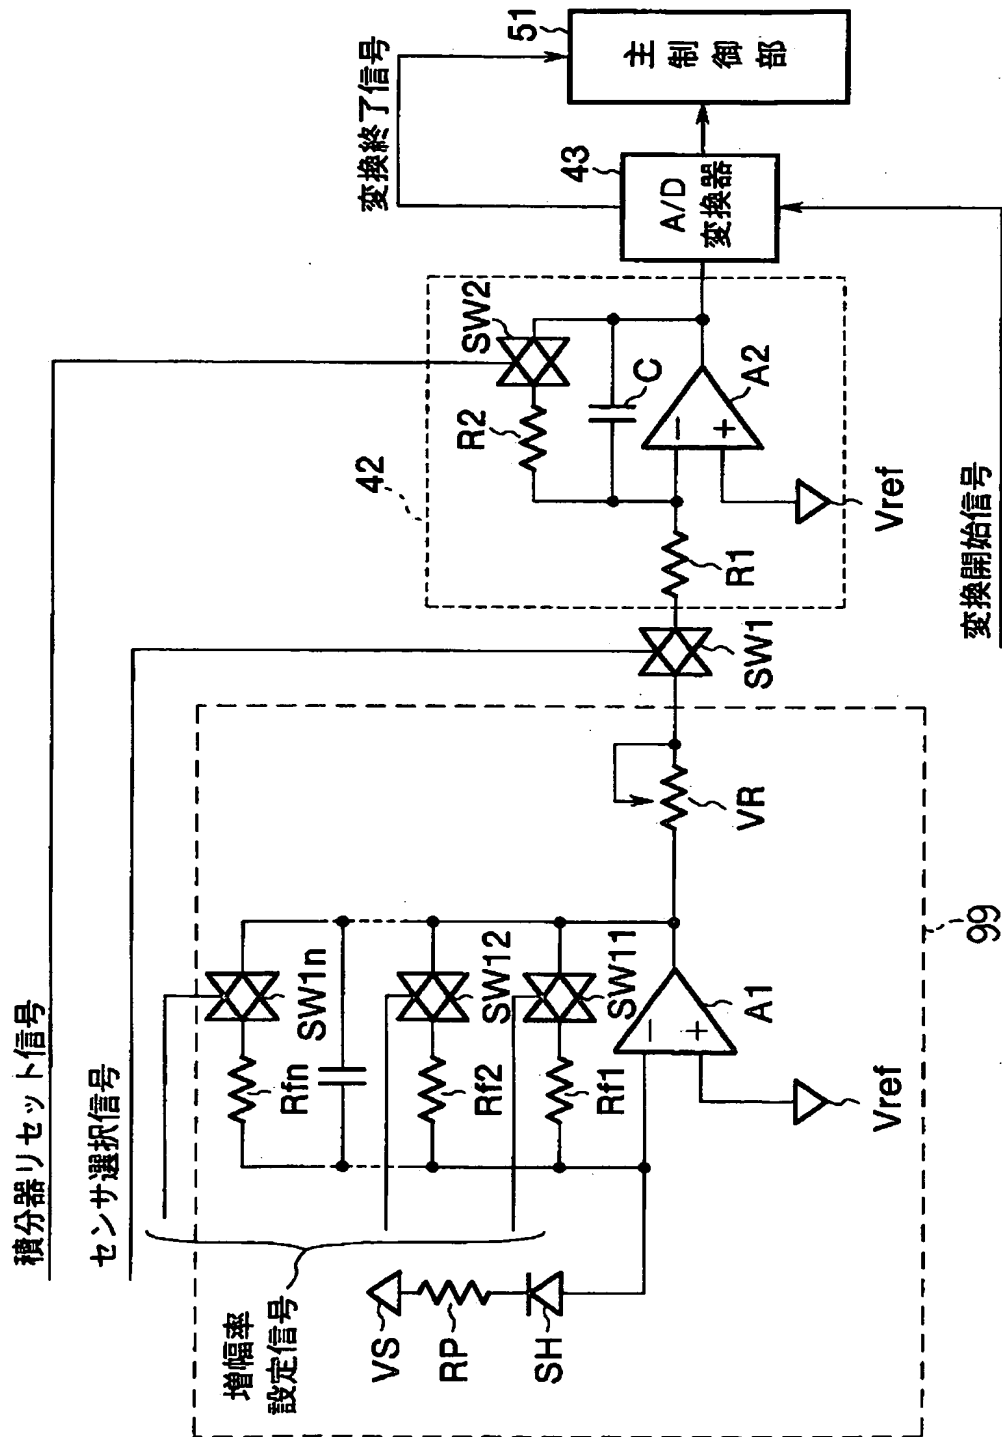 積分器リセット信号
センサ選択信号
増幅率
設定信号
VS
RP
SH
Rfn
SW1n
Rf2
SW12
Rf1
SW11
A1
Vref
VR
99
SW1
42
R1
R2
SW2
C
A2
Vref
43
A/D
変換器
変換終了信号
変換開始信号
51
主制御部
−
+
−
+